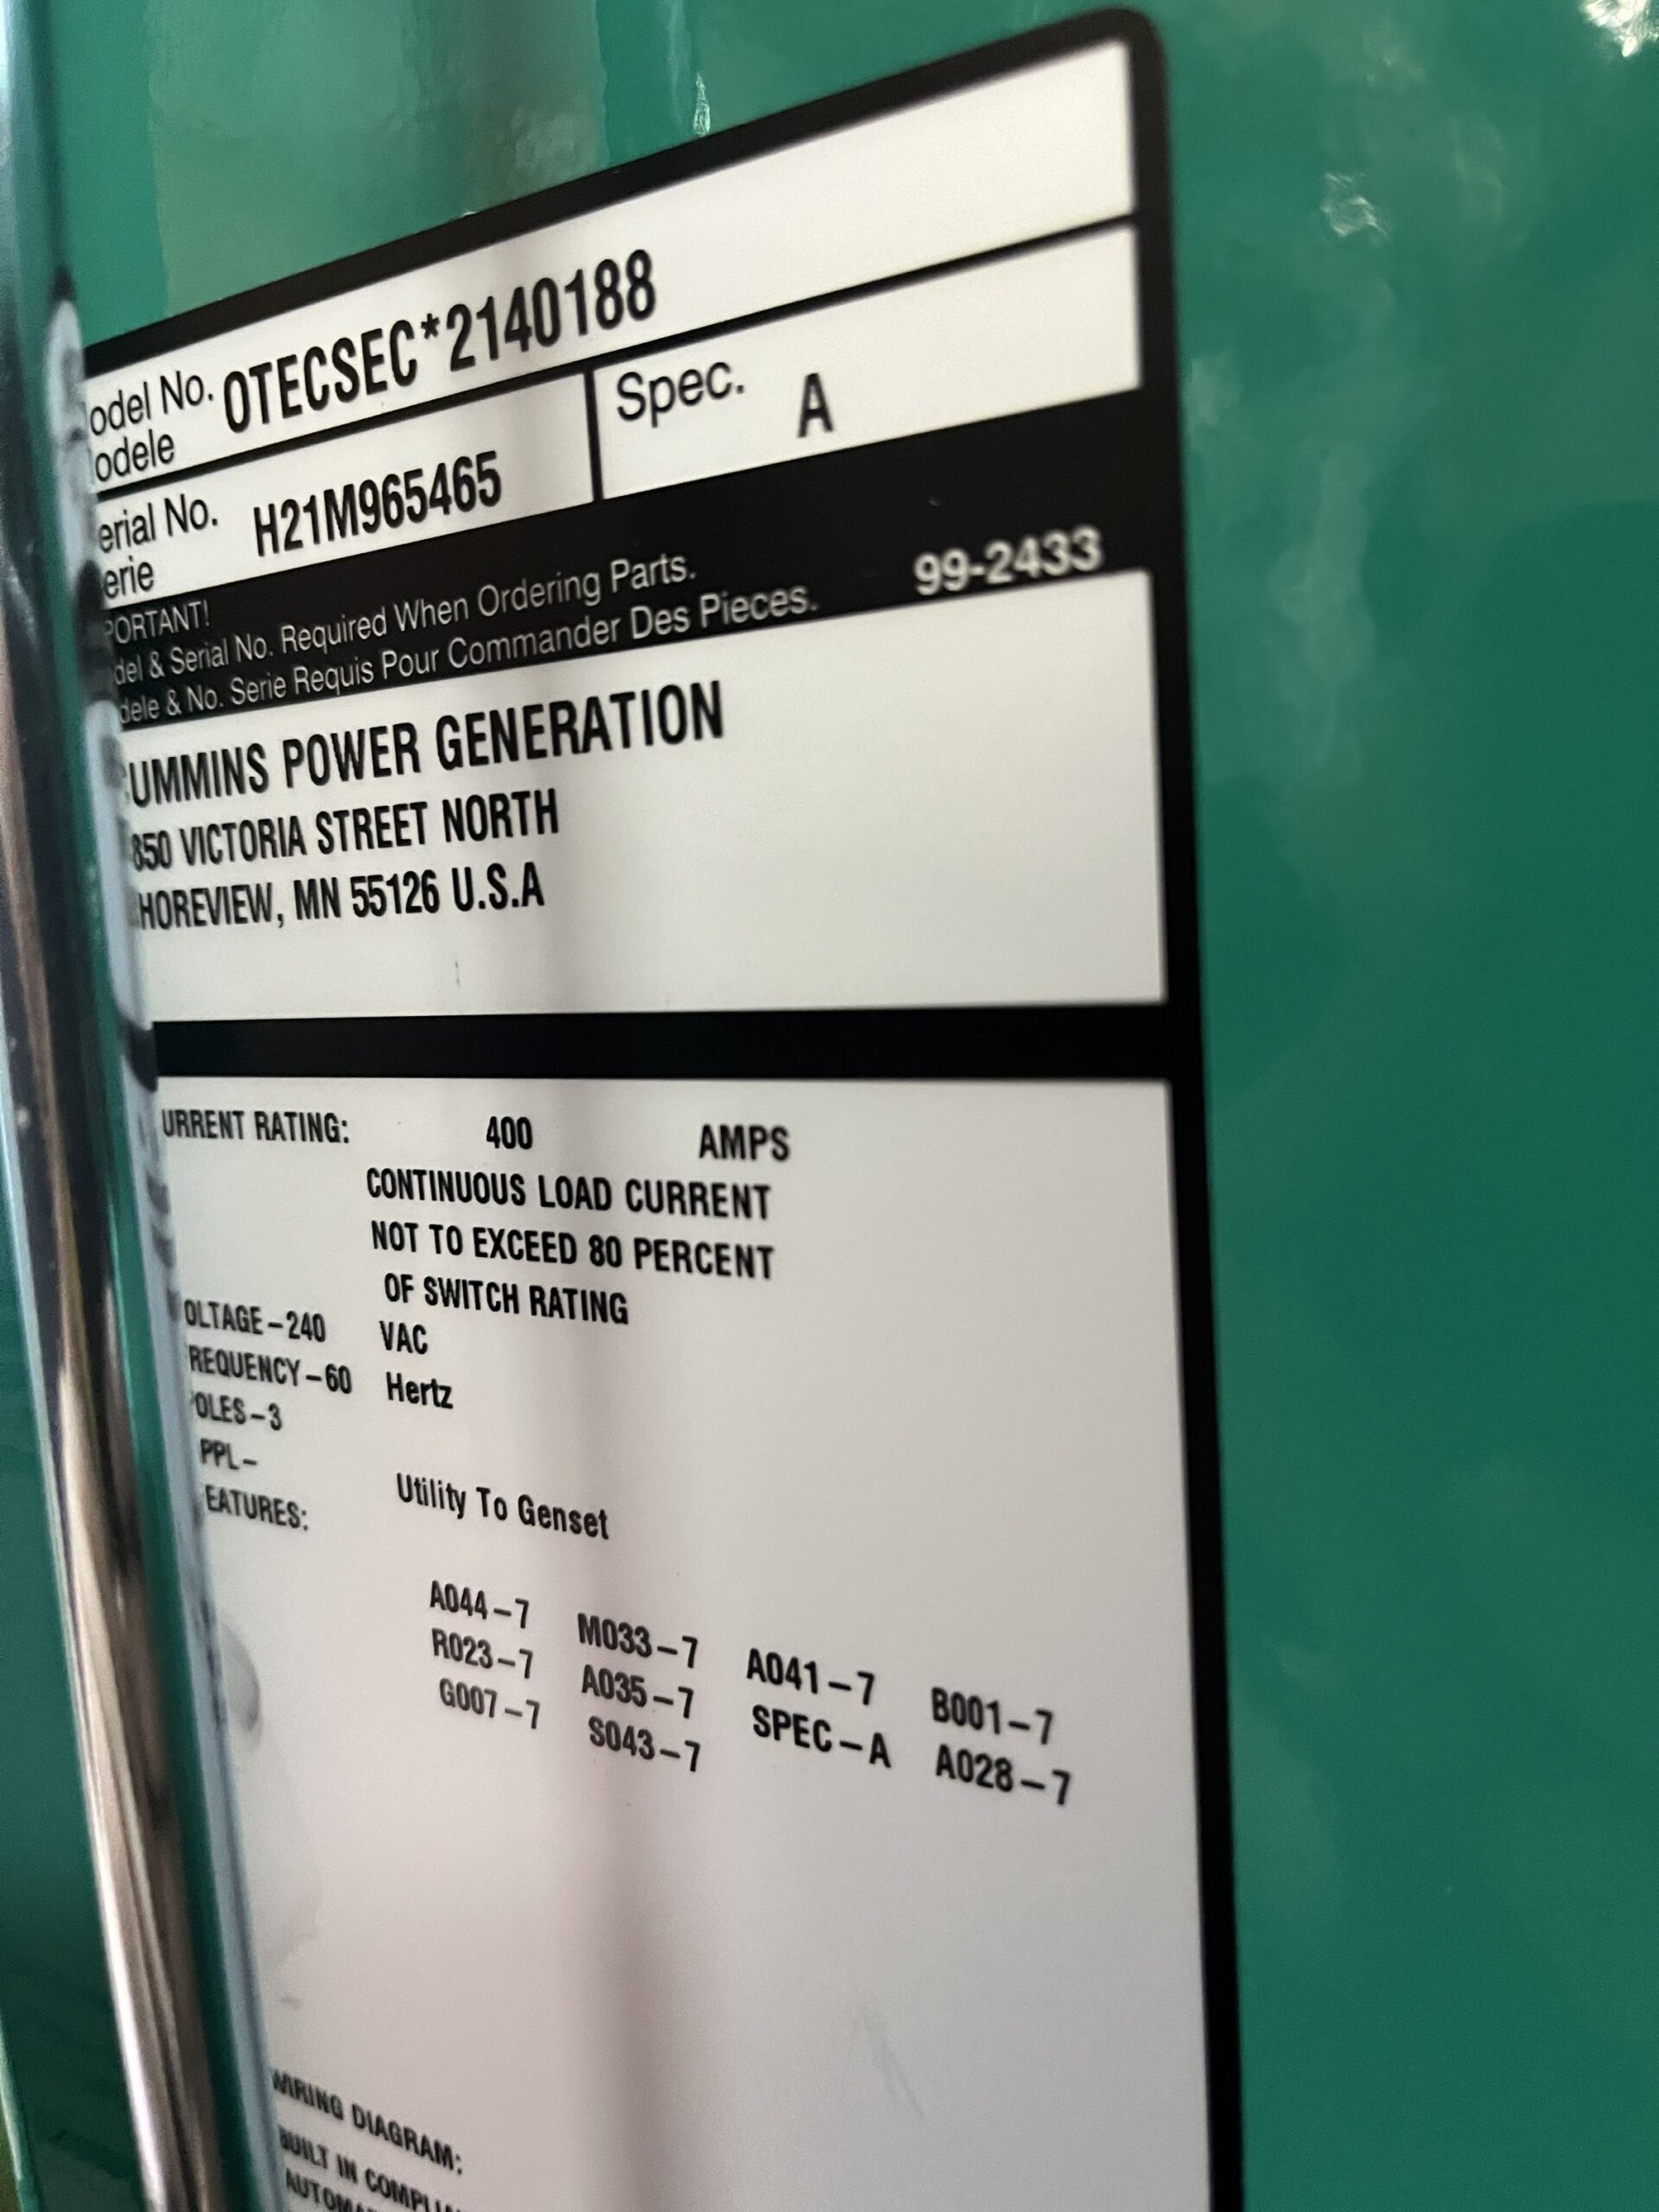 odel No. OTECSEC*2140188
odele
erial No. H21M965465
erie
Spec. A
PORTANT!
del & Serial No. Required When Ordering Parts.
dele & No. Serie Requis Pour Commander Des Pieces.
99-2433
CUMMINS POWER GENERATION
850 VICTORIA STREET NORTH
HOREVIEW, MN 55126 U.S.A
URRENT RATING: 400 AMPS
CONTINUOUS LOAD CURRENT
NOT TO EXCEED 80 PERCENT
OF SWITCH RATING
OLTAGE-240 VAC
REQUENCY-60 Hertz
OLES-3
PPL-
EATURES: Utility To Genset
A044-7 M033-7 A041-7 B001-7
R023-7 A035-7 SPEC-A A028-7
G007-7 S043-7
WIRING DIAGRAM:
BUILT IN COMPLIA
AUTOMA